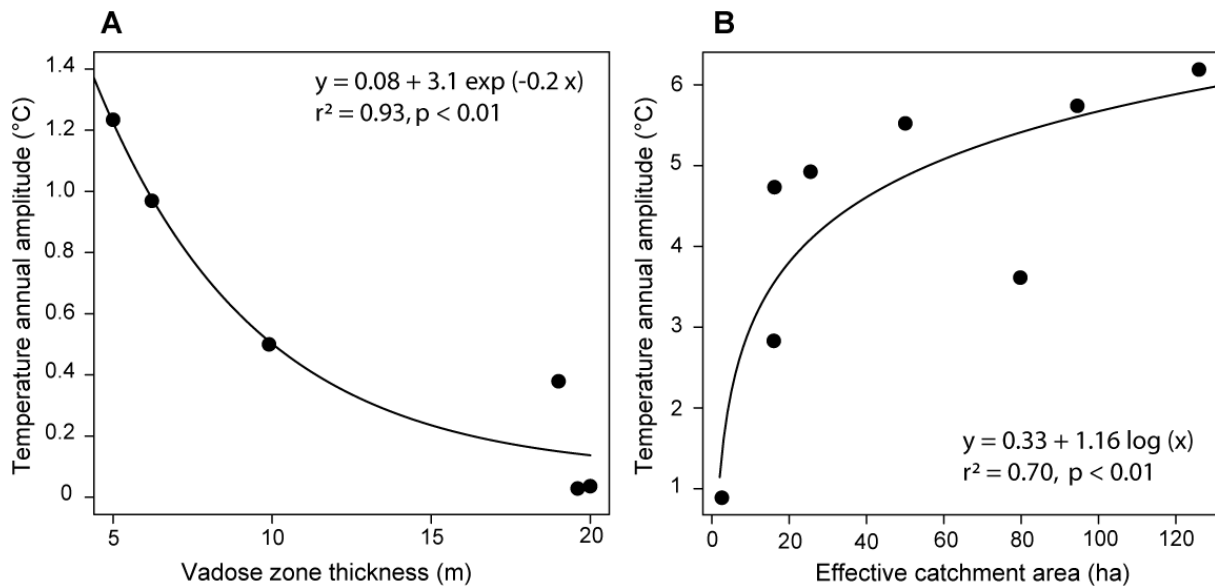 A
Temperature annual amplitude (°C)
1.4
1.2
1.0
0.8
0.6
0.4
0.2
0
y = 0.08 + 3.1 exp (-0.2 x)
r² = 0.93, p < 0.01
5
10
15
20
Vadose zone thickness (m)
B
Temperature annual amplitude (°C)
6
5
4
3
2
1
y = 0.33 + 1.16 log (x)
r² = 0.70, p < 0.01
0
20
40
60
80
100
120
Effective catchment area (ha)